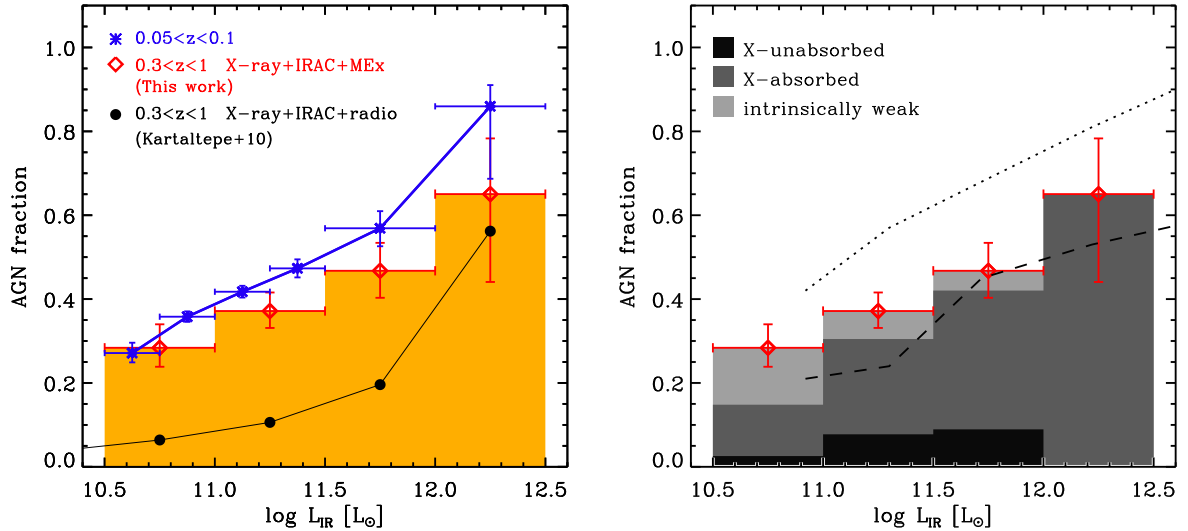 1.0
0.8
0.6
0.4
0.2
0.0
AGN fraction
0.05<z<0.1
0.3<z<1 X-ray+IRAC+MEx
(This work)
0.3<z<1 X-ray+IRAC+radio
(Kartaltepe+10)
10.5 11.0 11.5 12.0 12.5
log L_IR [L_⊙]
1.0
0.8
0.6
0.4
0.2
0.0
AGN fraction
X-unabsorbed
X-absorbed
intrinsically weak
10.5 11.0 11.5 12.0 12.5
log L_IR [L_⊙]